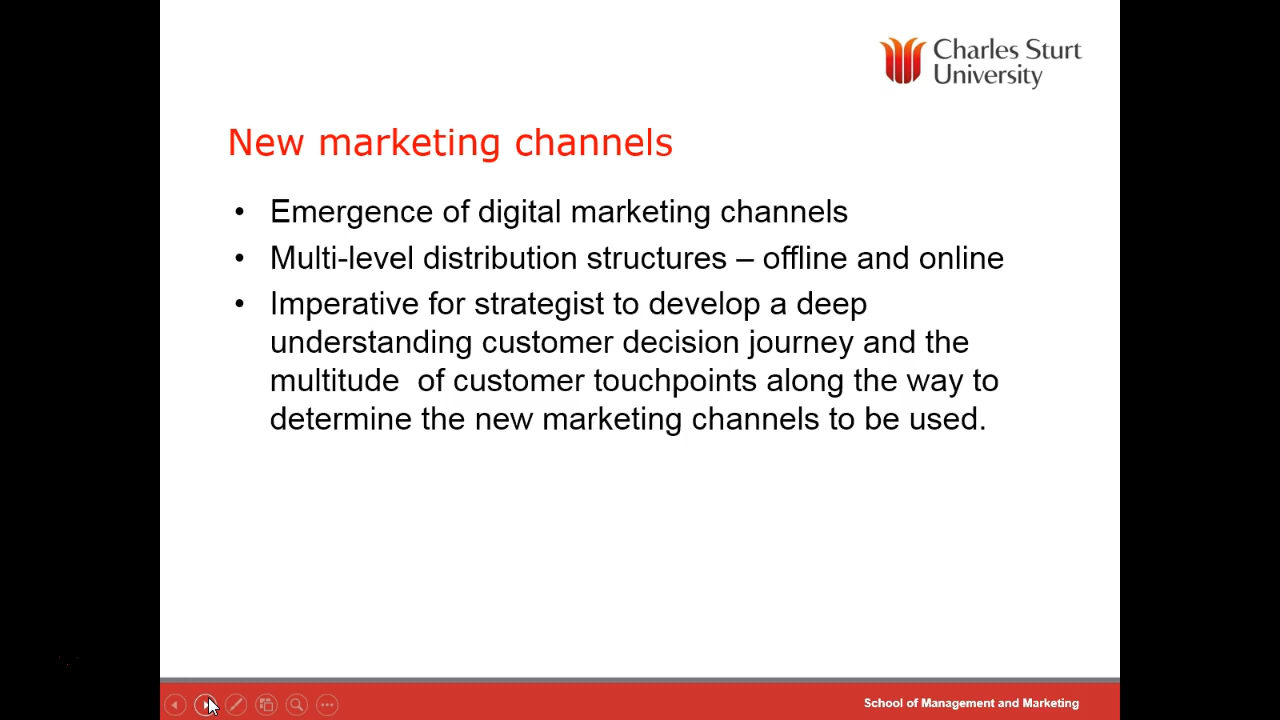 Charles Sturt
University
New marketing channels
• Emergence of digital marketing channels
• Multi-level distribution structures – offline and online
• Imperative for strategist to develop a deep
understanding customer decision journey and the
multitude  of customer touchpoints along the way to
determine the new marketing channels to be used.
School of Management and Marketing